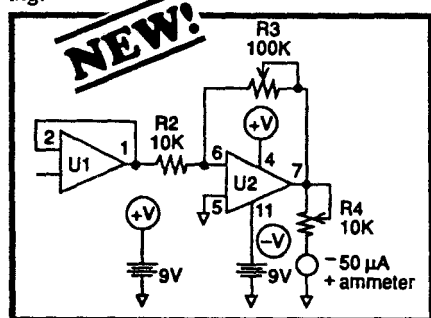 ing.
NEW!
R3
100K
R2
10K
+V
2
1
U1
6
4
7
U2
5
11
R4
10K
+V
−V
9V
9V
− 50 µA
+ ammeter